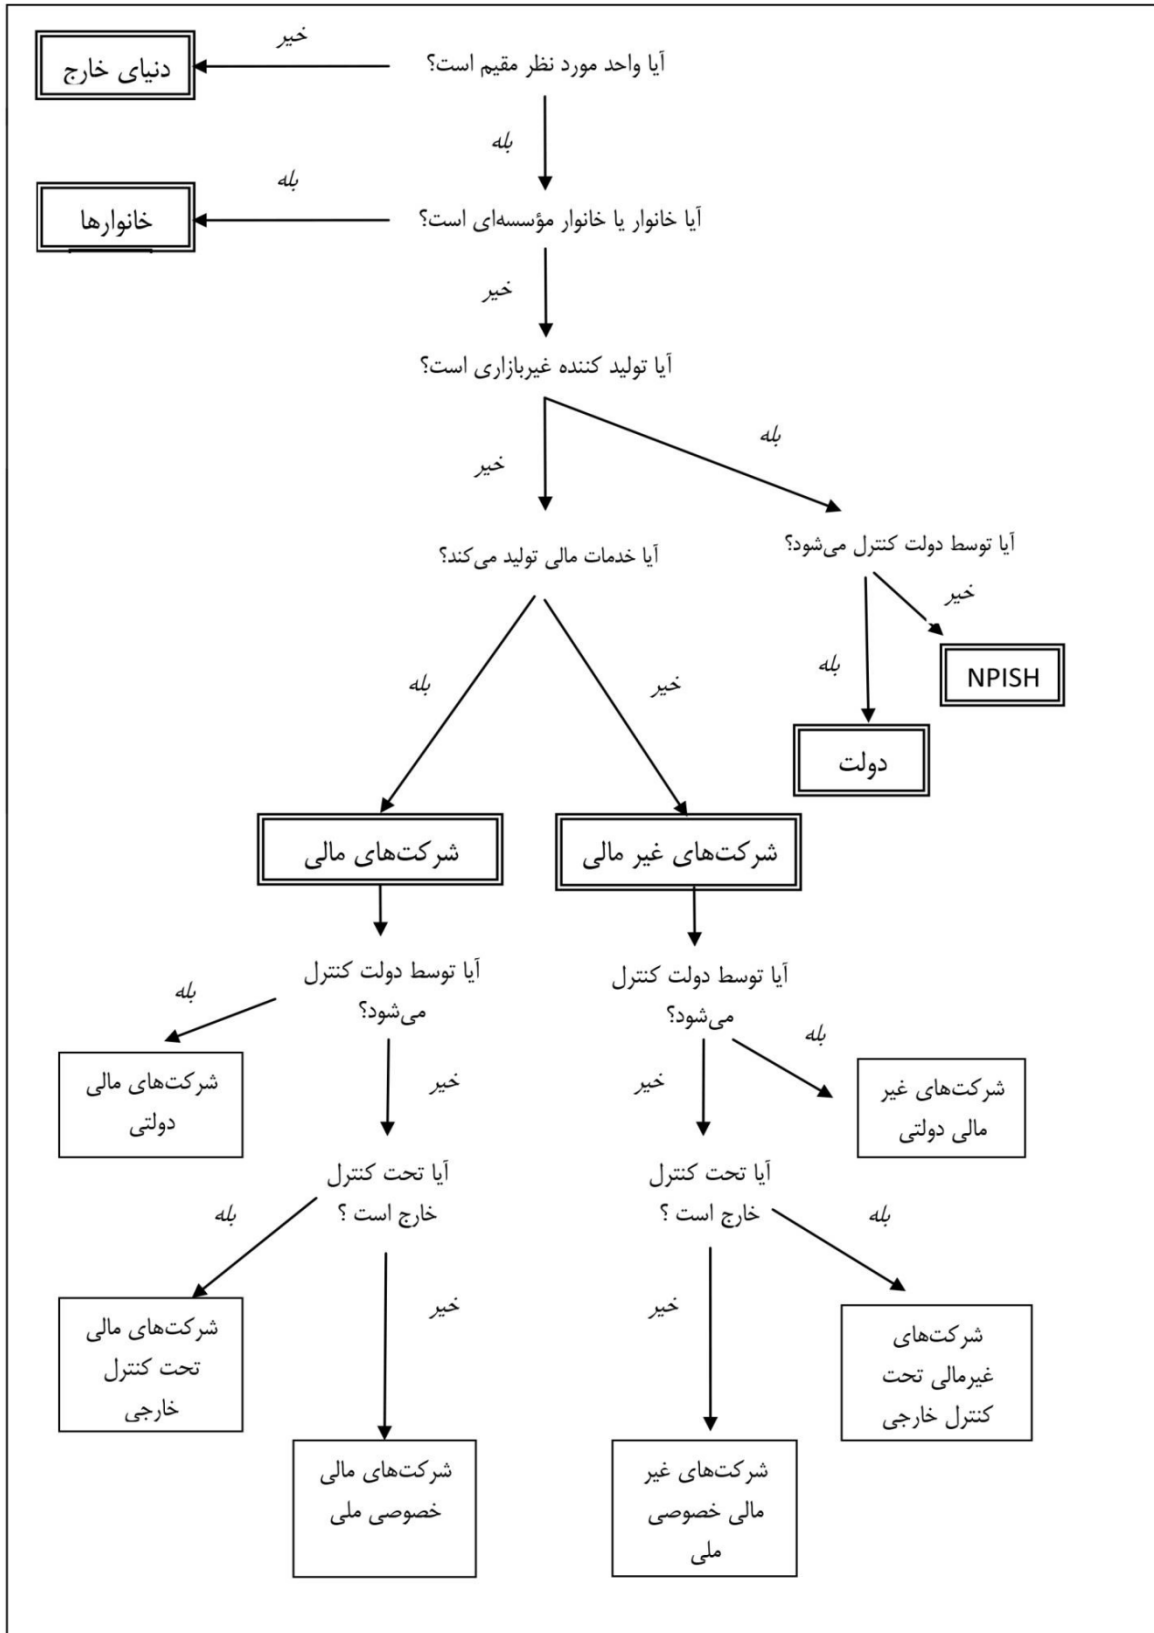 خیر
آیا واحد مورد نظر مقیم است؟
دنیای خارج
بله
بله
آیا خانوار یا خانوار مؤسسه‌ای است؟
خانوارها
خیر
آیا تولید کننده غیربازاری است؟
بله
خیر
آیا توسط دولت کنترل می‌شود؟
آیا خدمات مالی تولید می‌کند؟
خیر
بله
NPISH
خیر
بله
دولت
شرکت‌های غیر مالی
شرکت‌های مالی
آیا توسط دولت کنترل
می‌شود؟
آیا توسط دولت کنترل
می‌شود؟
بله
بله
خیر
خیر
شرکت‌های غیر
مالی دولتی
شرکت‌های مالی
دولتی
آیا تحت کنترل
خارج است ؟
آیا تحت کنترل
خارج است ؟
بله
بله
خیر
خیر
شرکت‌های
غیرمالی تحت
کنترل خارجی
شرکت‌های مالی
تحت کنترل
خارجی
شرکت‌های غیر
مالی خصوصی
ملی
شرکت‌های مالی
خصوصی ملی